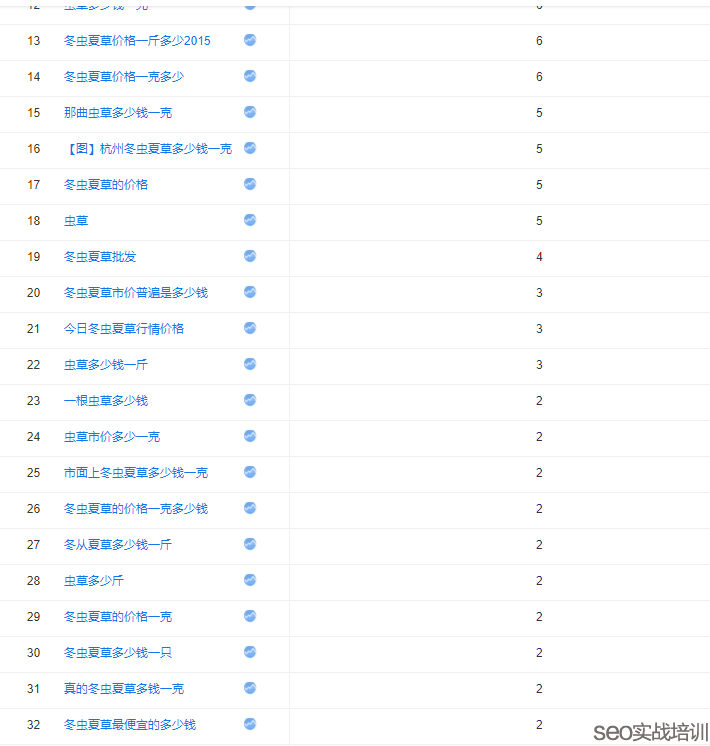 12 虫草多少钱一克 6
13 冬虫夏草价格一斤多少2015 6
14 冬虫夏草价格一克多少 6
15 那曲虫草多少钱一克 5
16 【图】杭州冬虫夏草多少钱一克 5
17 冬虫夏草的价格 5
18 虫草 5
19 冬虫夏草批发 4
20 冬虫夏草市价普遍是多少钱 3
21 今日冬虫夏草行情价格 3
22 虫草多少钱一斤 3
23 一根虫草多少钱 2
24 虫草市价多少一克 2
25 市面上冬虫夏草多少钱一克 2
26 冬虫夏草的价格一克多少钱 2
27 冬从夏草多少钱一斤 2
28 虫草多少斤 2
29 冬虫夏草的价格一克 2
30 冬虫夏草多少钱一只 2
31 真的冬虫夏草多钱一克 2
32 冬虫夏草最便宜的多少钱 2
seo实战培训